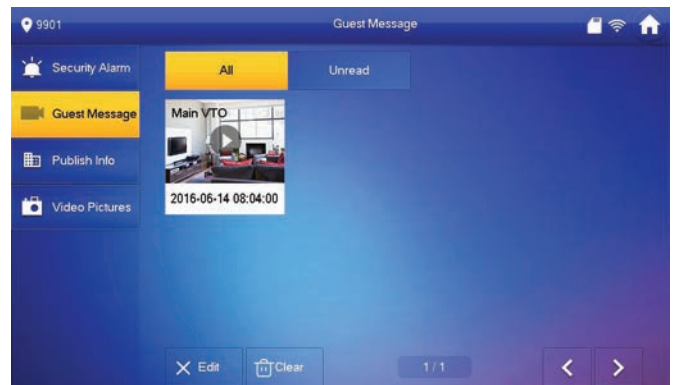 9901
Guest Message
Security Alarm
Guest Message
Publish Info
Video Pictures
All
Unread
Main VTO
2016-06-14 08:04:00
Edit
Clear
1/1